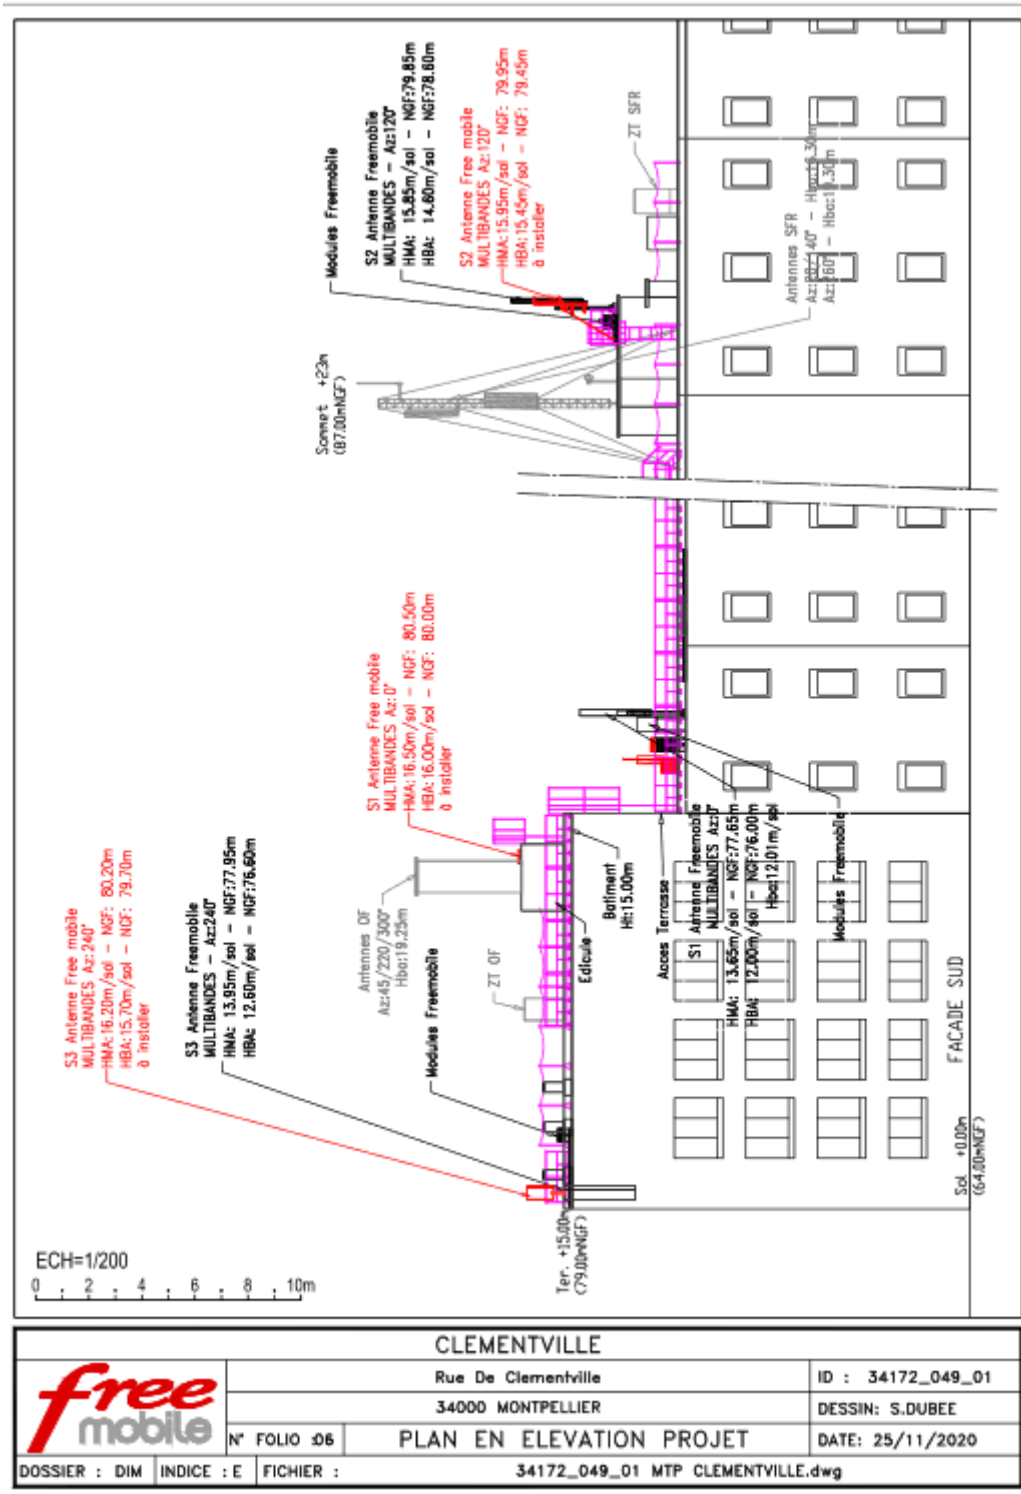 Modules Freemobile
S2 Antenne Freemobile
MULTIBANDES - Az:120°
HMA: 15.85m/sol - NGF:79.85m
HBA: 14.60m/sol - NGF:78.60m
S2 Antenne Free mobile
MULTIBANDES Az:120°
HMA:15.95m/sol - NGF: 79.95m
HBA:15.45m/sol - NGF: 79.45m
à installer
ZT SFR
Antennes SFR
Sommet +23m
(87.00mNGF)
S1 Antenne Free mobile
MULTIBANDES Az:0°
HMA:16.50m/sol - NGF: 80.50m
HBA:16.00m/sol - NGF: 80.00m
à installer
S3 Antenne Free mobile
MULTIBANDES Az:240°
HMA:16.20m/sol - NGF: 80.20m
HBA:15.70m/sol - NGF: 79.70m
à installer
S3 Antenne Freemobile
MULTIBANDES - Az:240°
HMA: 13.95m/sol - NGF:77.95m
HBA: 12.60m/sol - NGF:76.60m
Antennes OF
Az:45/220/300°
Hba:19.25m
Modules Freemobile
ZT OF
Edicule
Batiment
Ht:15.00m
Acces Terrasse
S1 Antenne Freemobile
MULTIBANDES Az:0°
HMA: 13.65m/sol - NGF:77.65m
HBA: 12.00m/sol - NGF:76.00m
Hba:12.01m/sol
Modules Freemobile
FACADE SUD
Sol +0.00m
(64.00mNGF)
Ter. +15.00m
(79.00mNGF)
ECH=1/200
0 2 4 6 8 10m
CLEMENTVILLE
free
mobile
Rue De Clementville
ID : 34172_049_01
34000 MONTPELLIER
DESSIN: S.DUBEE
N° FOLIO :06
PLAN EN ELEVATION PROJET
DATE: 25/11/2020
DOSSIER : DIM
INDICE : E
FICHIER :
34172_049_01 MTP CLEMENTVILLE.dwg